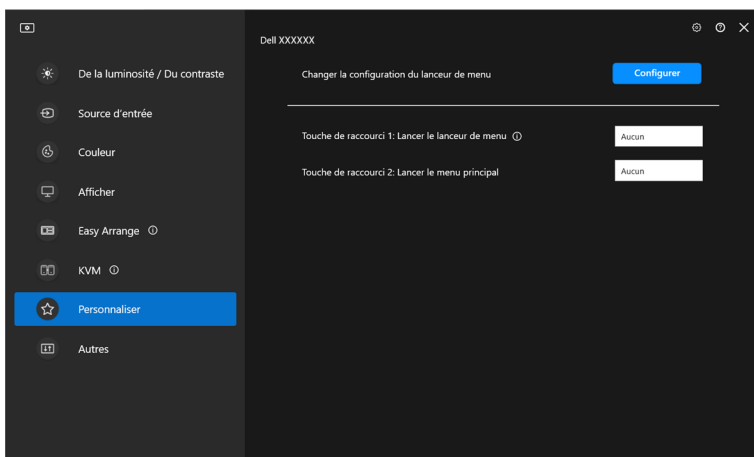 Dell XXXXXX
De la luminosité / Du contraste
Source d'entrée
Couleur
Afficher
Easy Arrange
KVM
Personnaliser
Autres
Changer la configuration du lanceur de menu
Configurer
Touche de raccourci 1: Lancer le lanceur de menu
Aucun
Touche de raccourci 2: Lancer le menu principal
Aucun